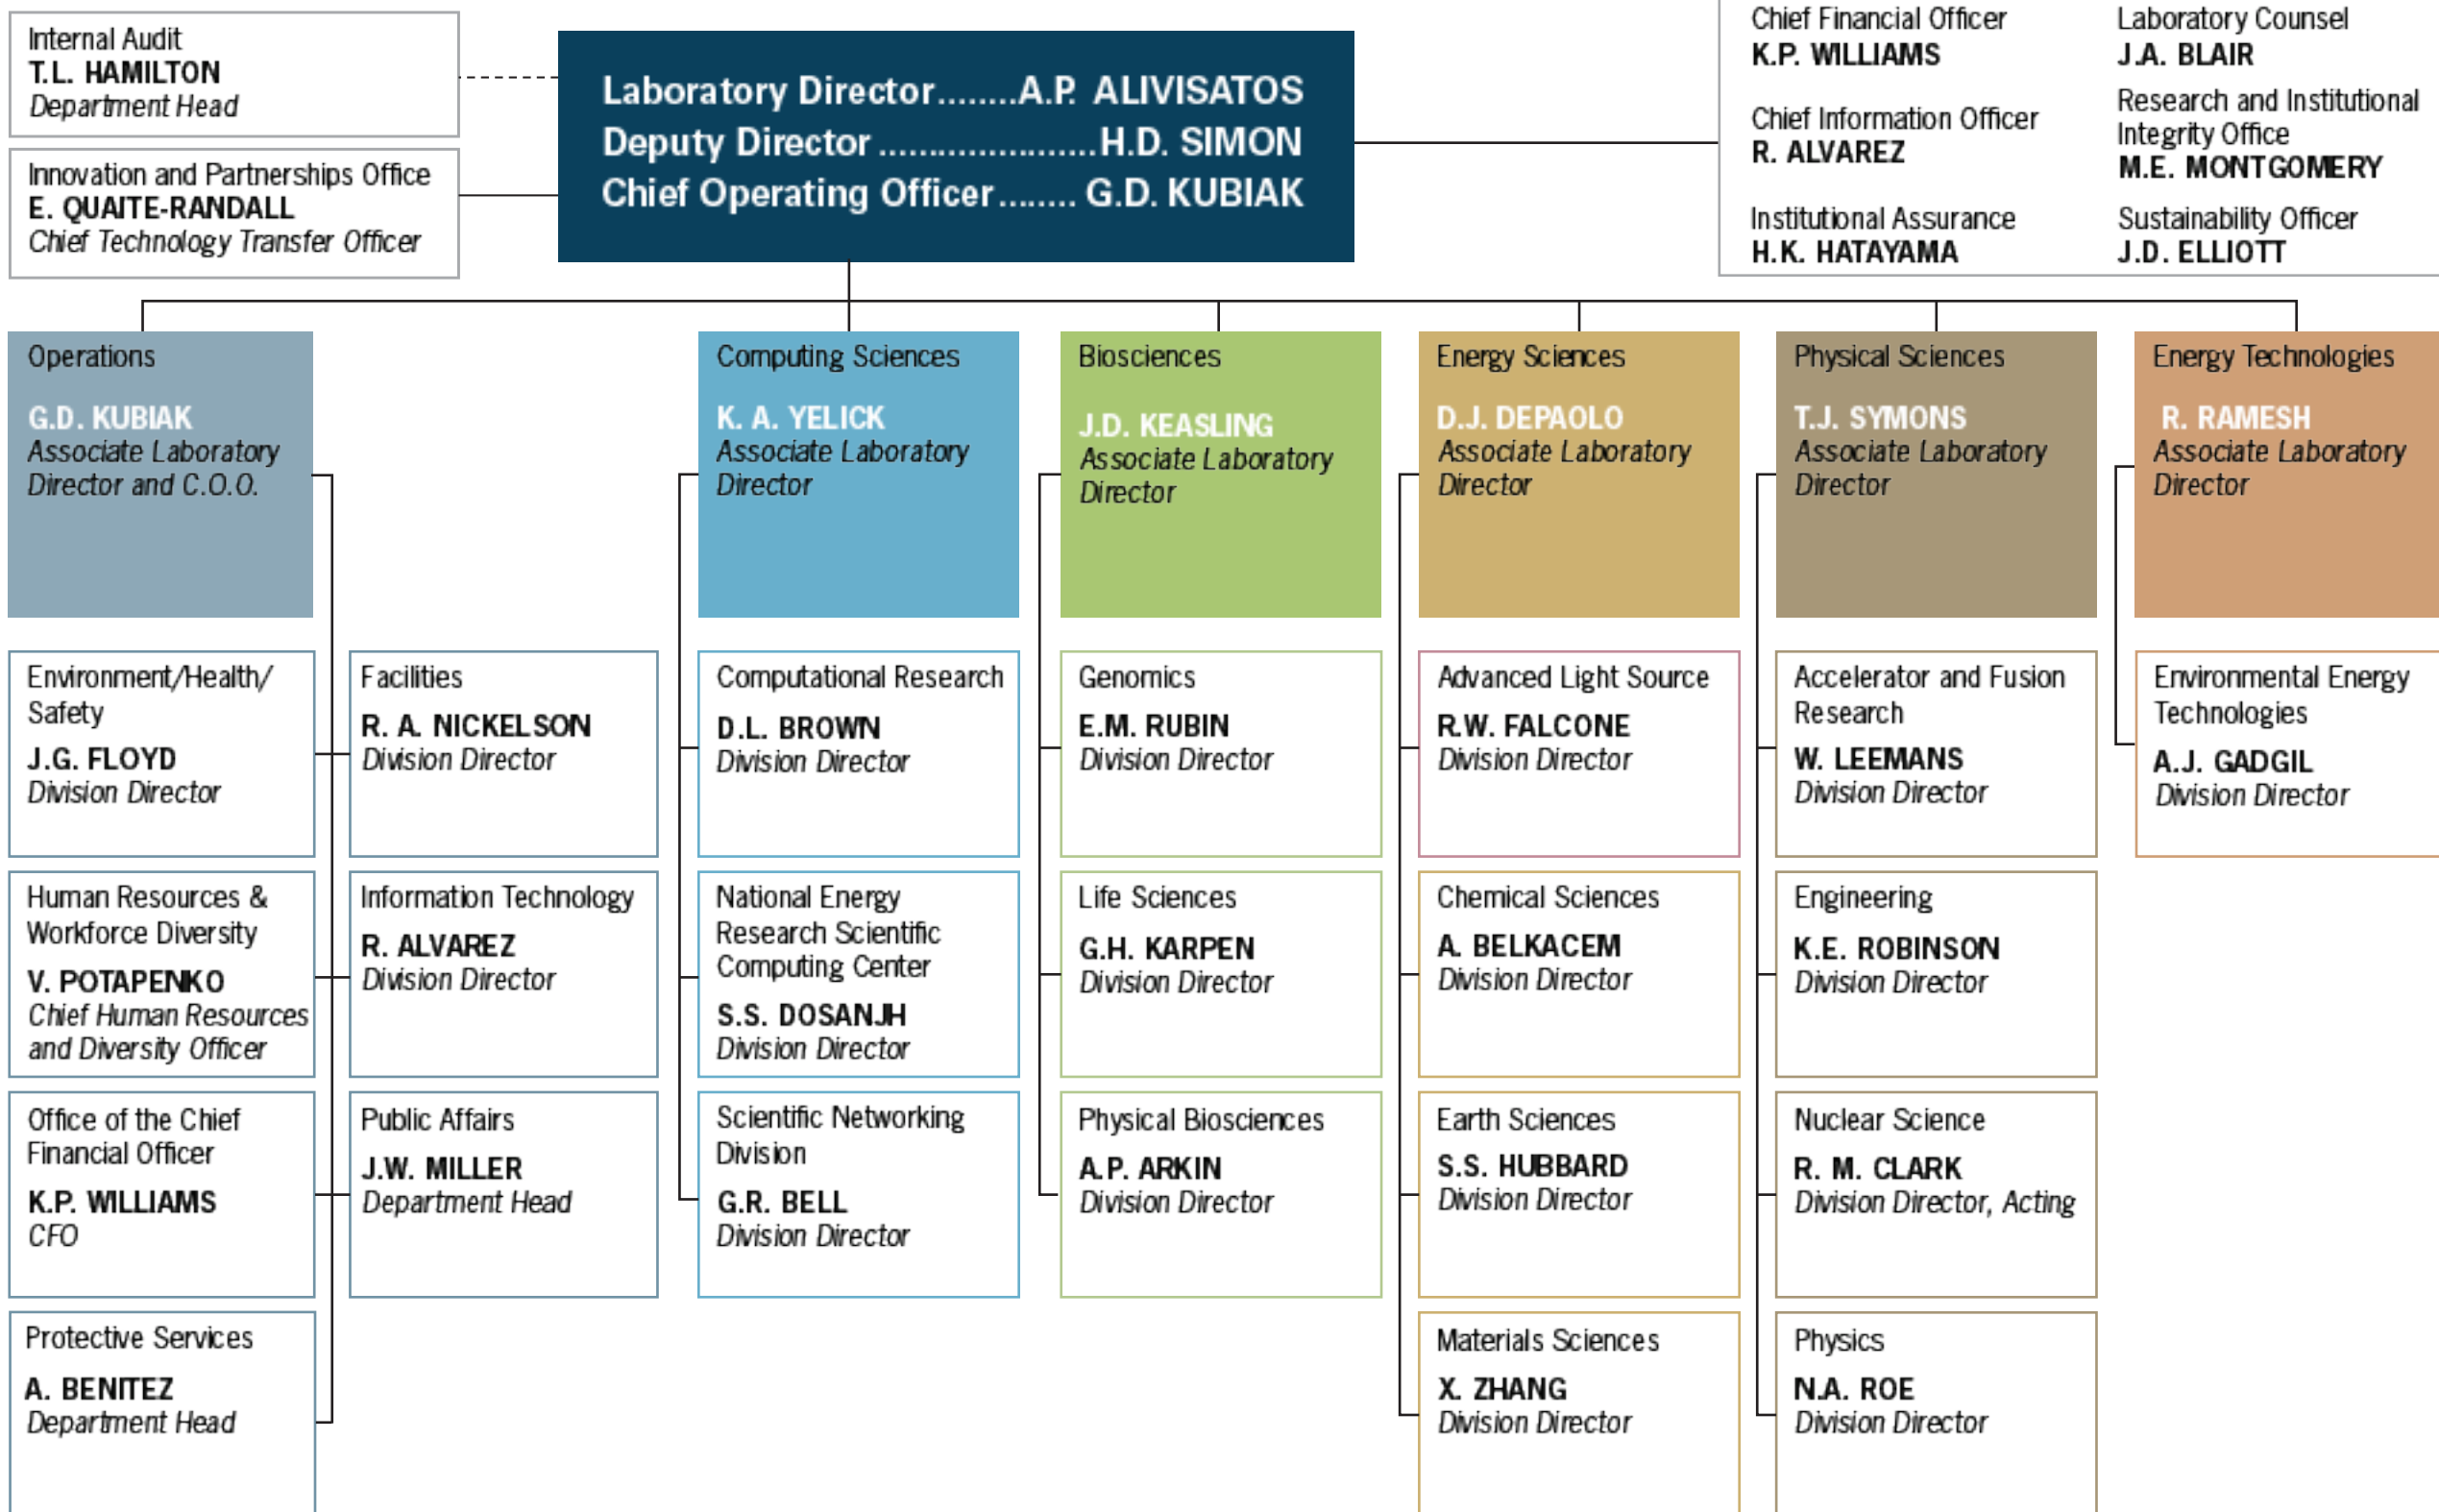 Internal Audit
T.L. HAMILTON
Department Head
Innovation and Partnerships Office
E. QUAITE-RANDALL
Chief Technology Transfer Officer
Laboratory Director........A.P. ALIVISATOS
Deputy Director .....................H.D. SIMON
Chief Operating Officer........ G.D. KUBIAK
Chief Financial Officer
K.P. WILLIAMS
Chief Information Officer
R. ALVAREZ
Institutional Assurance
H.K. HATAYAMA
Laboratory Counsel
J.A. BLAIR
Research and Institutional
Integrity Office
M.E. MONTGOMERY
Sustainability Officer
J.D. ELLIOTT
Operations
G.D. KUBIAK
Associate Laboratory
Director and C.O.O.
Environment/Health/
Safety
J.G. FLOYD
Division Director
Facilities
R. A. NICKELSON
Division Director
Human Resources &
Workforce Diversity
V. POTAPENKO
Chief Human Resources
and Diversity Officer
Information Technology
R. ALVAREZ
Division Director
Office of the Chief
Financial Officer
K.P. WILLIAMS
CFO
Public Affairs
J.W. MILLER
Department Head
Protective Services
A. BENITEZ
Department Head
Computing Sciences
K. A. YELICK
Associate Laboratory
Director
Computational Research
D.L. BROWN
Division Director
National Energy
Research Scientific
Computing Center
S.S. DOSANJH
Division Director
Scientific Networking
Division
G.R. BELL
Division Director
Biosciences
J.D. KEASLING
Associate Laboratory
Director
Genomics
E.M. RUBIN
Division Director
Life Sciences
G.H. KARPEN
Division Director
Physical Biosciences
A.P. ARKIN
Division Director
Energy Sciences
D.J. DEPAOLO
Associate Laboratory
Director
Advanced Light Source
R.W. FALCONE
Division Director
Chemical Sciences
A. BELKACEM
Division Director
Earth Sciences
S.S. HUBBARD
Division Director
Materials Sciences
X. ZHANG
Division Director
Physical Sciences
T.J. SYMONS
Associate Laboratory
Director
Accelerator and Fusion
Research
W. LEEMANS
Division Director
Engineering
K.E. ROBINSON
Division Director
Nuclear Science
R. M. CLARK
Division Director, Acting
Physics
N.A. ROE
Division Director
Energy Technologies
R. RAMESH
Associate Laboratory
Director
Environmental Energy
Technologies
A.J. GADGIL
Division Director